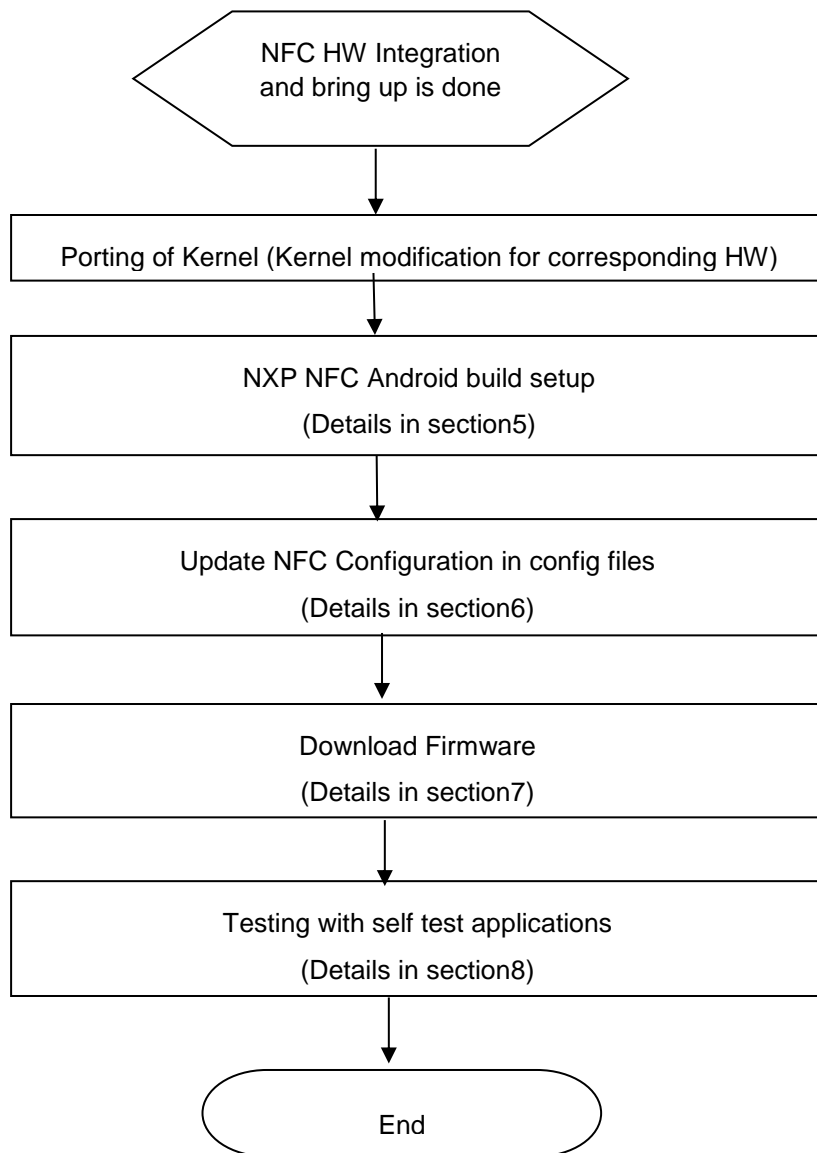 NFC HW Integration
and bring up is done
Porting of Kernel (Kernel modification for corresponding HW)
NXP NFC Android build setup
(Details in section5)
Update NFC Configuration in config files
(Details in section6)
Download Firmware
(Details in section7)
Testing with self test applications
(Details in section8)
End